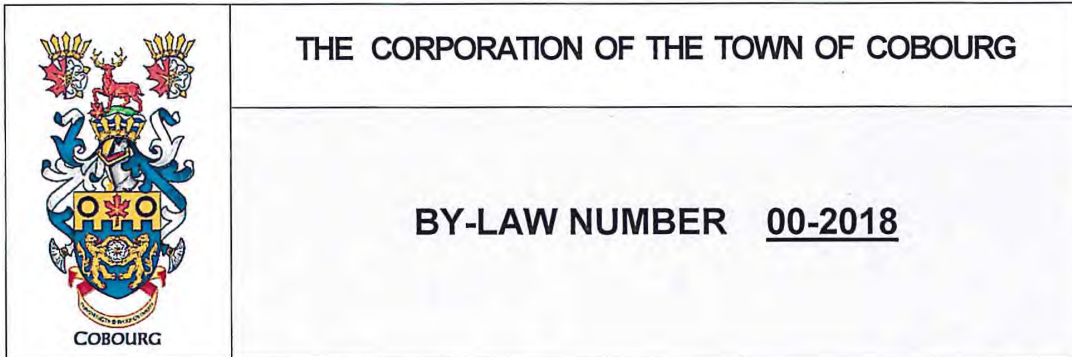 THE CORPORATION OF THE TOWN OF COBOURG
BY-LAW NUMBER 00-2018
COBOURG